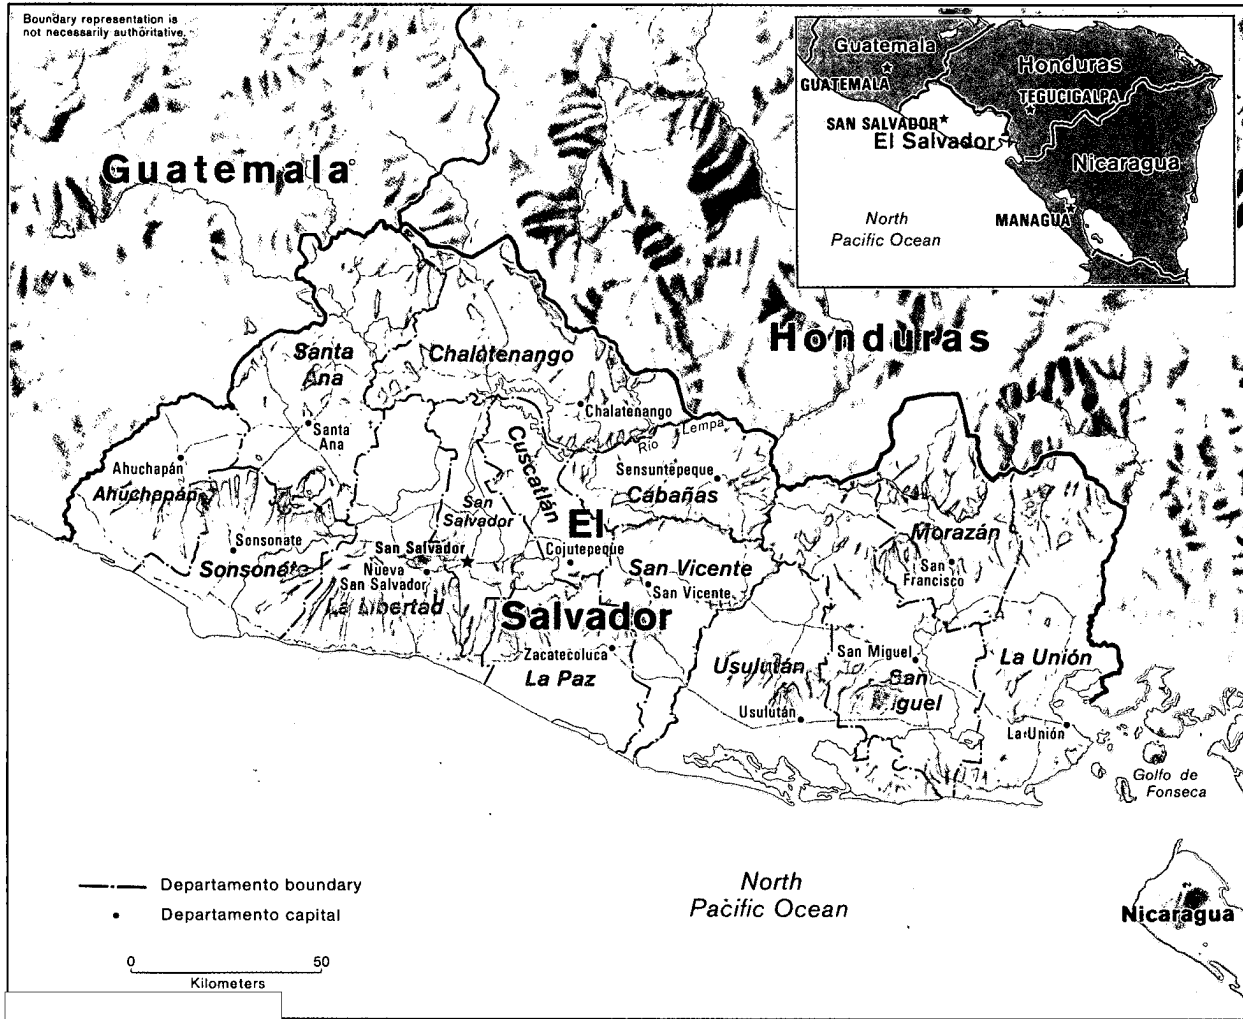 Boundary representation is
not necessarily authoritative.
Guatemala
GUATEMALA
Honduras
TEGUCIGALPA
SAN SALVADOR
El Salvador
Nicaragua
MANAGUA
North
Pacific Ocean
Guatemala
Honduras
Santa
Ana
Chalatenango
Chalatenango
Santa
Ana
Río Lempa
Cuscatlán
Ahuchapán
Ahuchapán
Sensuntepeque
Cabañas
San
Salvador
El
Salvador
Morazán
San
Francisco
Sonsonate
Sonsonate
San Salvador
Nueva
San Salvador
La Libertad
Cojutepeque
San Vicente
San Vicente
Zacatecoluca
La Paz
Usulután
Usulután
San Miguel
San
iguel
La Unión
La Unión
Golfo de
Fonseca
North
Pacific Ocean
Nicaragua
Departamento boundary
Departamento capital
0 50
Kilometers